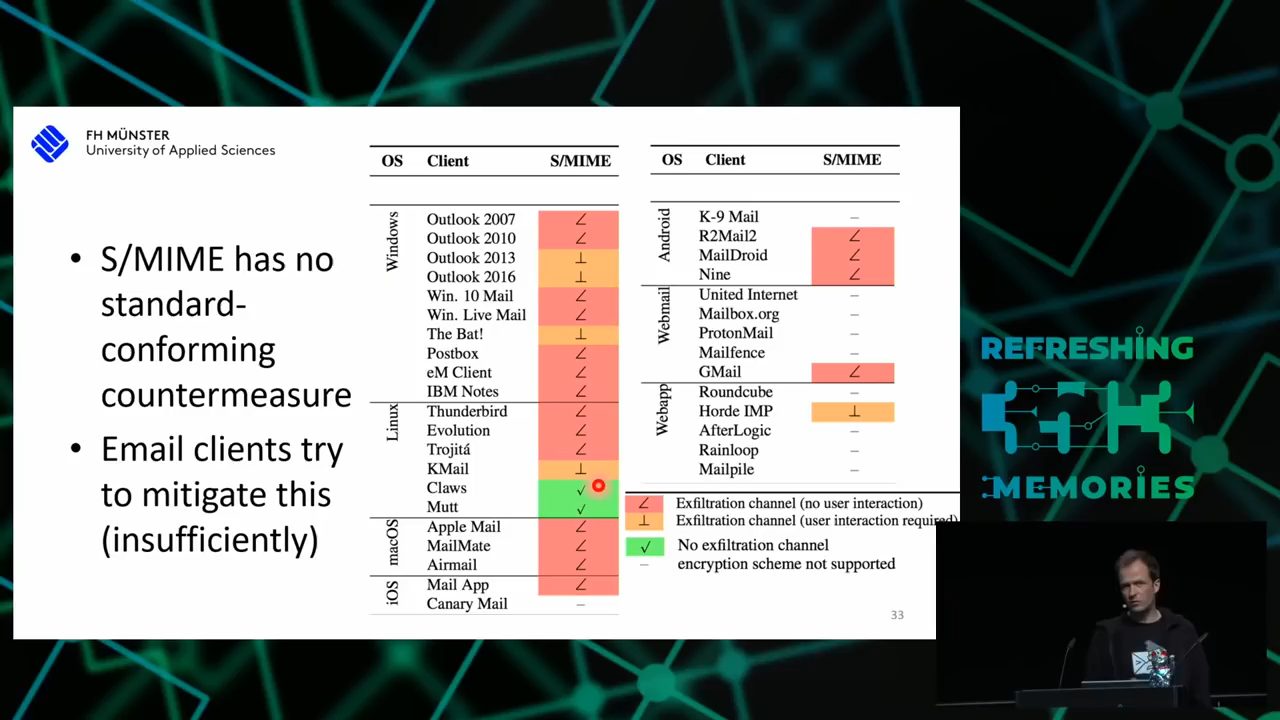 FH MÜNSTER
University of Applied Sciences
• S/MIME has no
standard-
conforming
countermeasure
• Email clients try
to mitigate this
(insufficiently)
OS Client S/MIME
Windows
Outlook 2007 ∠
Outlook 2010 ∠
Outlook 2013 ⊥
Outlook 2016 ⊥
Win. 10 Mail ∠
Win. Live Mail ∠
The Bat! ⊥
Postbox ∠
eM Client ∠
IBM Notes ∠
Linux
Thunderbird ∠
Evolution ∠
Trojitá ∠
KMail ⊥
Claws ✓
Mutt ✓
macOS
Apple Mail ∠
MailMate ∠
Airmail ∠
iOS
Mail App ∠
Canary Mail –
OS Client S/MIME
Android
K-9 Mail –
R2Mail2 ∠
MailDroid ∠
Nine ∠
Webmail
United Internet –
Mailbox.org –
ProtonMail –
Mailfence –
GMail ∠
Webapp
Roundcube –
Horde IMP ⊥
AfterLogic –
Rainloop –
Mailpile –
∠ Exfiltration channel (no user interaction)
⊥ Exfiltration channel (user interaction required)
✓ No exfiltration channel
– encryption scheme not supported
33
REFRESHING
MEMORIES